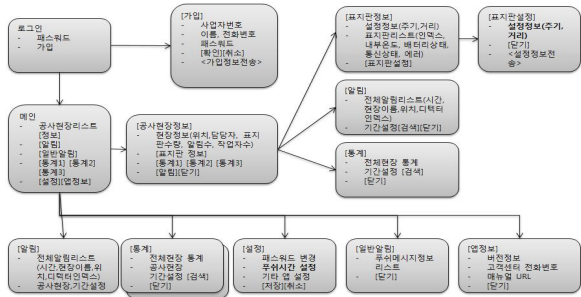 로그인
- 패스워드
- 가입
[가입]
- 사업자번호
- 이름, 전화번호
- 패스워드
- [확인][취소]
- <가입정보전송>
[표지판정보]
- 설정정보(주기,거리)
- 표지판리스트(인덱스,
내부온도, 배터리상태,
통신상태, 에러)
- [표지판설정]
[표지판설정]
- 설정정보(주기,
거리)
- [닫기]
- <설정정보전
송>
메인
- 공사현장리스트
[정보]
- [알림]
- [일반알림]
- [통계1] [통계2]
[통계3]
- [설정][앱정보]
[공사현장정보]
- 현장정보(위치,담당자, 표지
판수량, 알림수, 작업자수)
- [표지판 정보]
- [통계1] [통계2] [통계3]
- [알림][닫기]
[알림]
- 전체알림리스트(시간,
현장이름,위치,디텍터
인덱스)
- 기간설정[검색][닫기]
[통계]
- 전체현장 통계
- 기간설정 [검색]
- [닫기]
[알림]
- 전체알림리스트
(시간,현장이름,위
치,디텍터인덱스)
- 공사현장,기간설정
[통계]
- 전체현장 통계
- 공사현장
- 기간설정 [검색]
- [닫기]
[설정]
- 패스워드 변경
- 푸쉬시간 설정
- 기타 앱 설정
- [저장][취소]
[일반알림]
- 푸쉬메시지정보
리스트
- [닫기]
[앱정보]
- 버전정보
- 고객센터 전화번호
- 매뉴얼 URL
- [닫기]